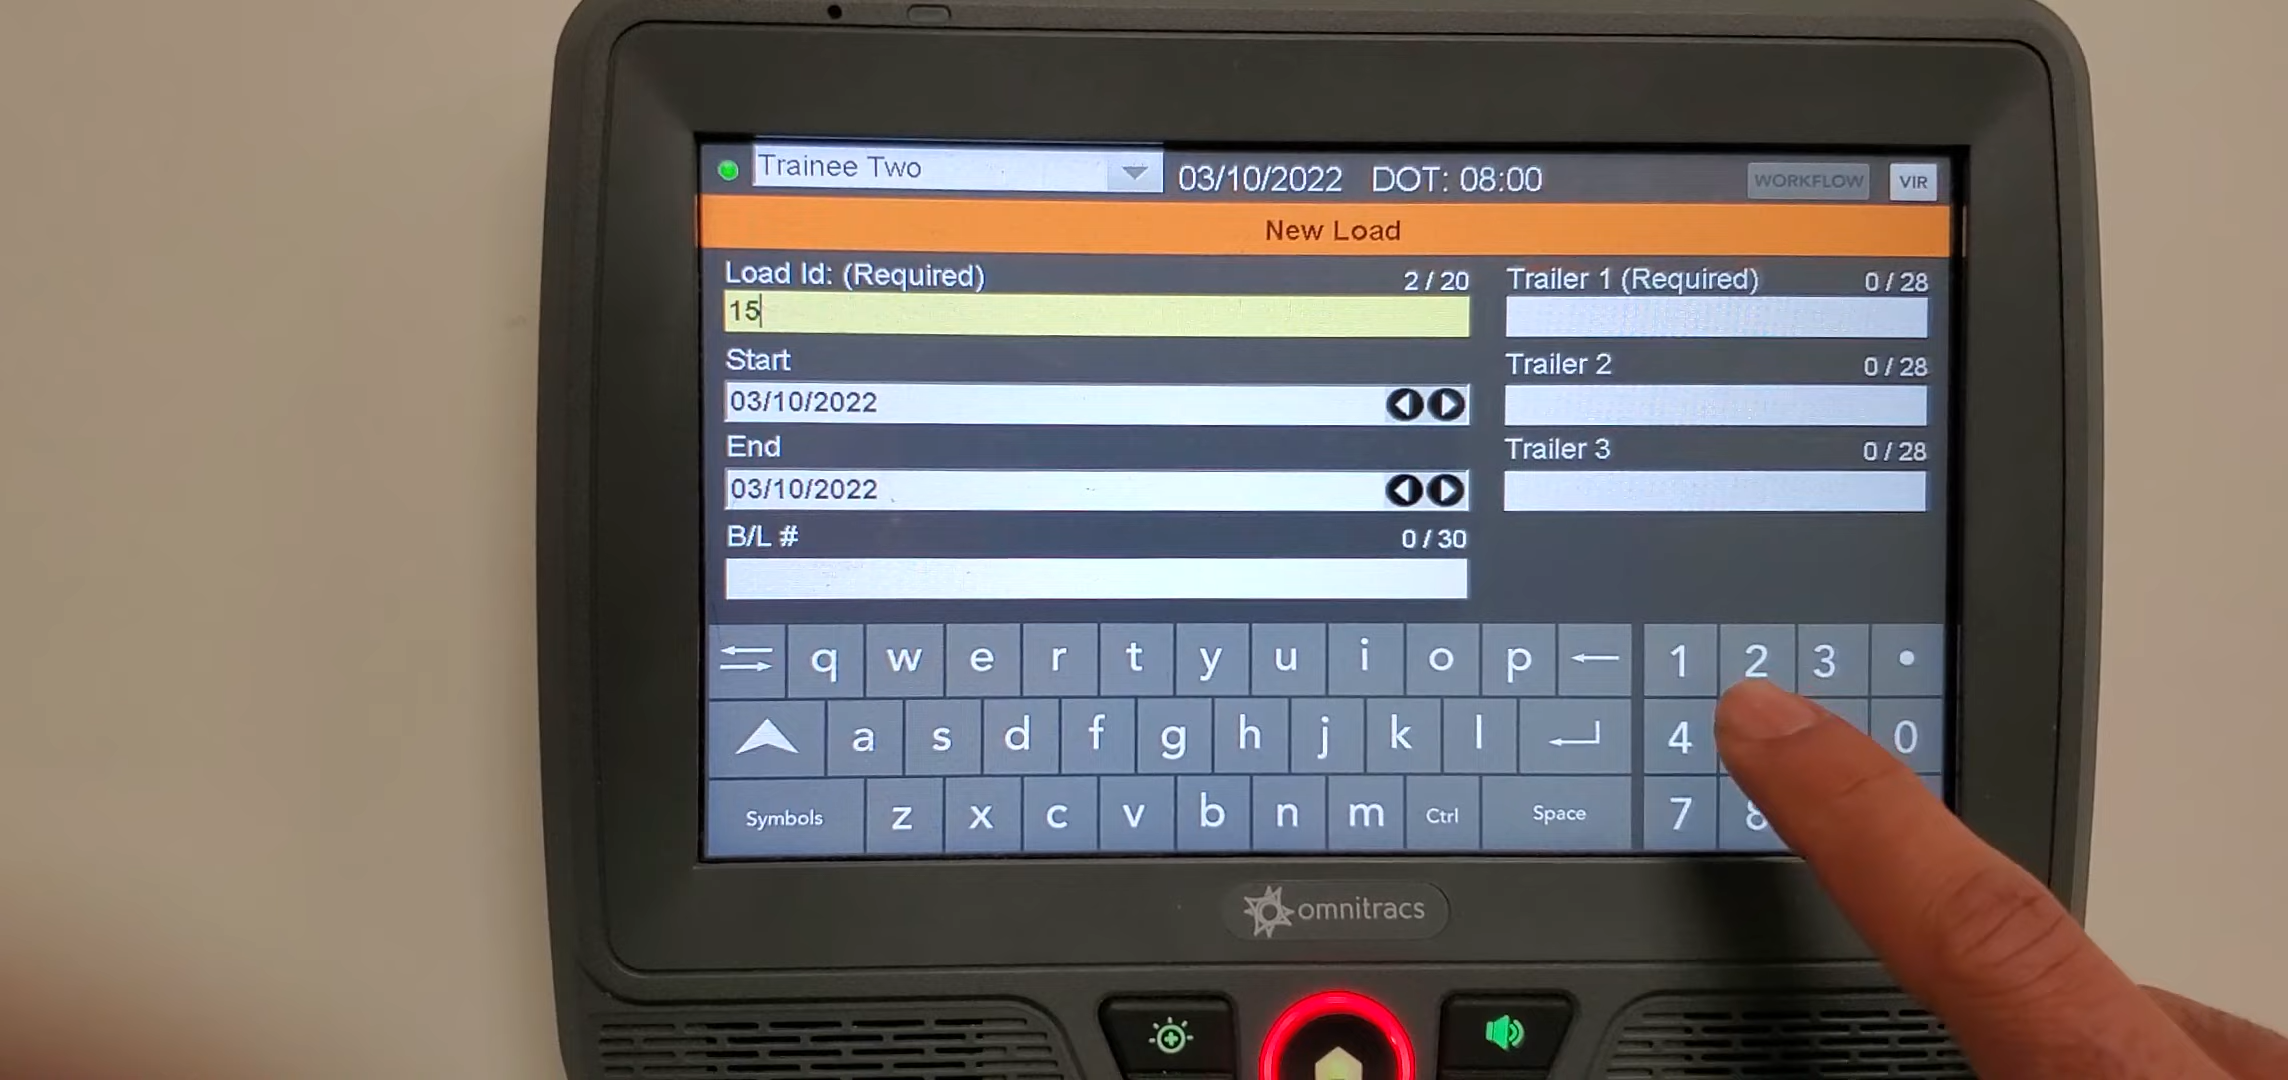 Trainee Two 03/10/2022 DOT: 08:00 WORKFLOW VIR
New Load
Load Id: (Required) 2 / 20
15
Start
03/10/2022
End
03/10/2022
B/L # 0 / 30
Trailer 1 (Required) 0 / 28
Trailer 2 0 / 28
Trailer 3 0 / 28
q w e r t y u i o p 1 2 3 •
a s d f g h j k l 4 0
Symbols z x c v b n m Ctrl Space 7 8
omnitracs